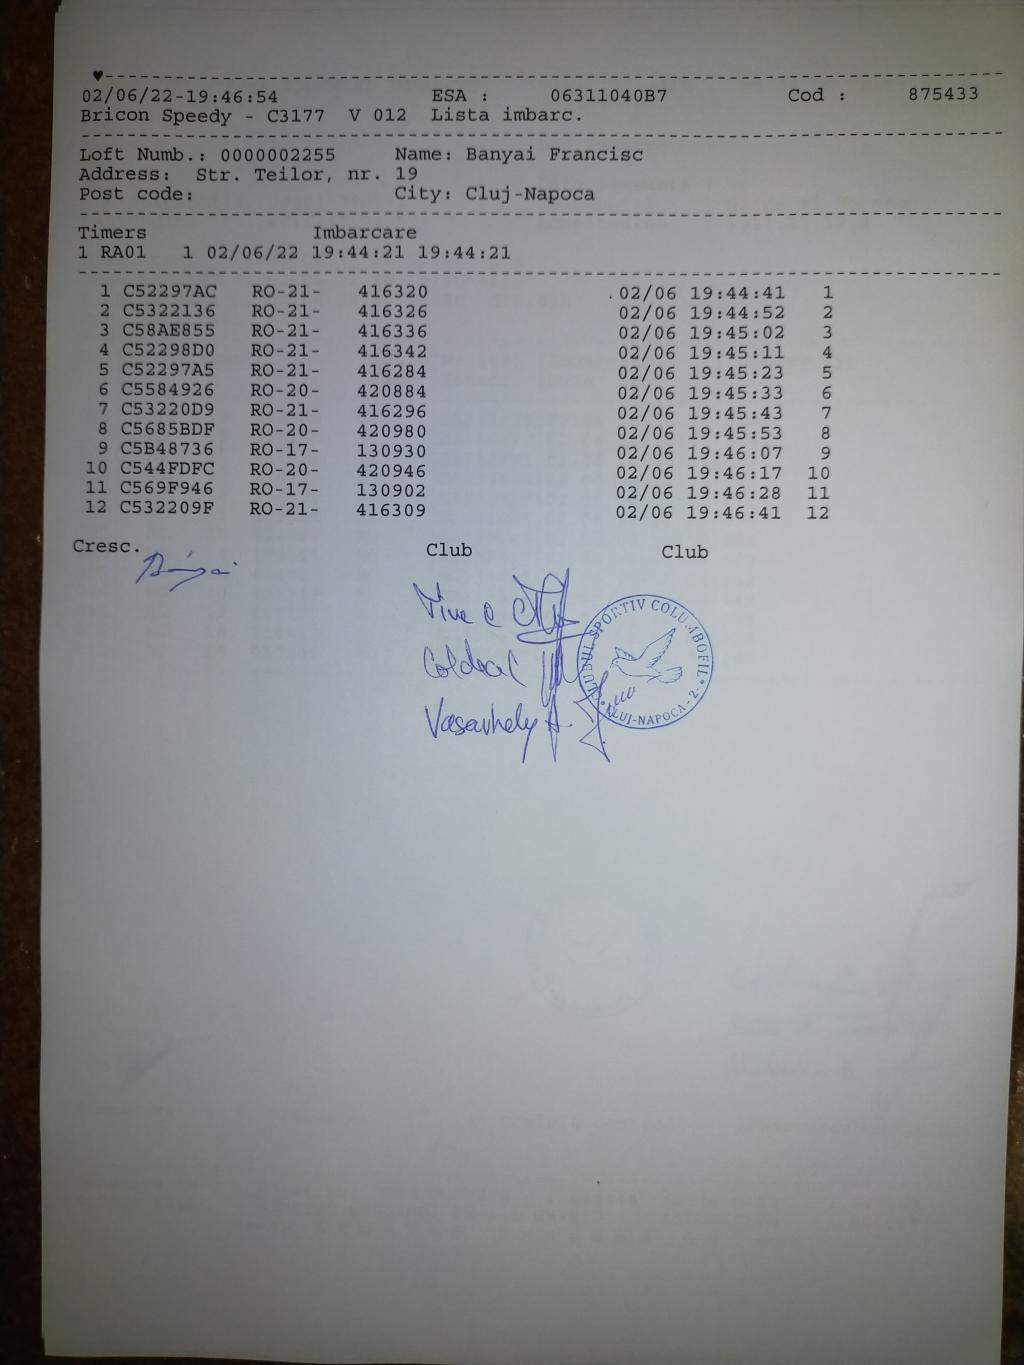 02/06/22-19:46:54 ESA : 06311040B7 Cod : 875433
Bricon Speedy - C3177 V 012 Lista imbarc.
Loft Numb.: 0000002255 Name: Banyai Francisc
Address: Str. Teilor, nr. 19
Post code: City: Cluj-Napoca
Timers Imbarcare
1 RA01 1 02/06/22 19:44:21 19:44:21
1 C52297AC RO-21- 416320 02/06 19:44:41 1
2 C5322136 RO-21- 416326 02/06 19:44:52 2
3 C58AE855 RO-21- 416336 02/06 19:45:02 3
4 C52298D0 RO-21- 416342 02/06 19:45:11 4
5 C52297A5 RO-21- 416284 02/06 19:45:23 5
6 C5584926 RO-20- 420884 02/06 19:45:33 6
7 C53220D9 RO-21- 416296 02/06 19:45:43 7
8 C5685BDF RO-20- 420980 02/06 19:45:53 8
9 C5B48736 RO-17- 130930 02/06 19:46:07 9
10 C544FDFC RO-20- 420946 02/06 19:46:17 10
11 C569F946 RO-17- 130902 02/06 19:46:28 11
12 C532209F RO-21- 416309 02/06 19:46:41 12
Cresc. Club Club
Vasarhely A.
CLUBUL SPORTIV COLUMBOFIL
CLUJ-NAPOCA - 2